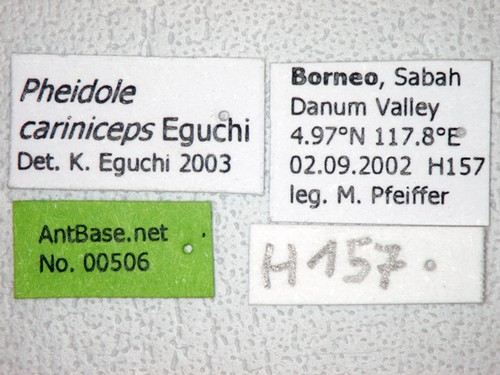 Pheidole
cariniceps Eguchi
Det. K. Eguchi 2003
Borneo, Sabah
Danum Valley
4.97°N 117.8°E
02.09.2002 H157
leg. M. Pfeiffer
AntBase.net
No. 00506
H157